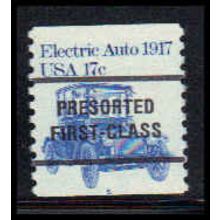 Electric Auto 1917
USA 17c
PRESORTED
FIRST-CLASS